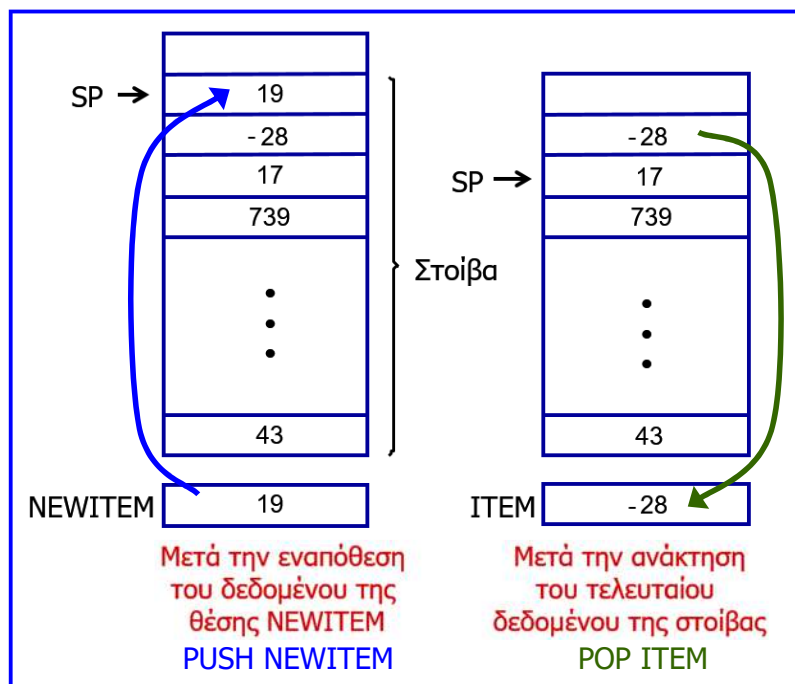 SP →
19
-28
17
739
Στοίβα
43
NEWITEM
19
Μετά την εναπόθεση
του δεδομένου της
θέσης NEWITEM
PUSH NEWITEM
-28
SP →
17
739
43
ITEM
-28
Μετά την ανάκτηση
του τελευταίου
δεδομένου της στοίβας
POP ITEM